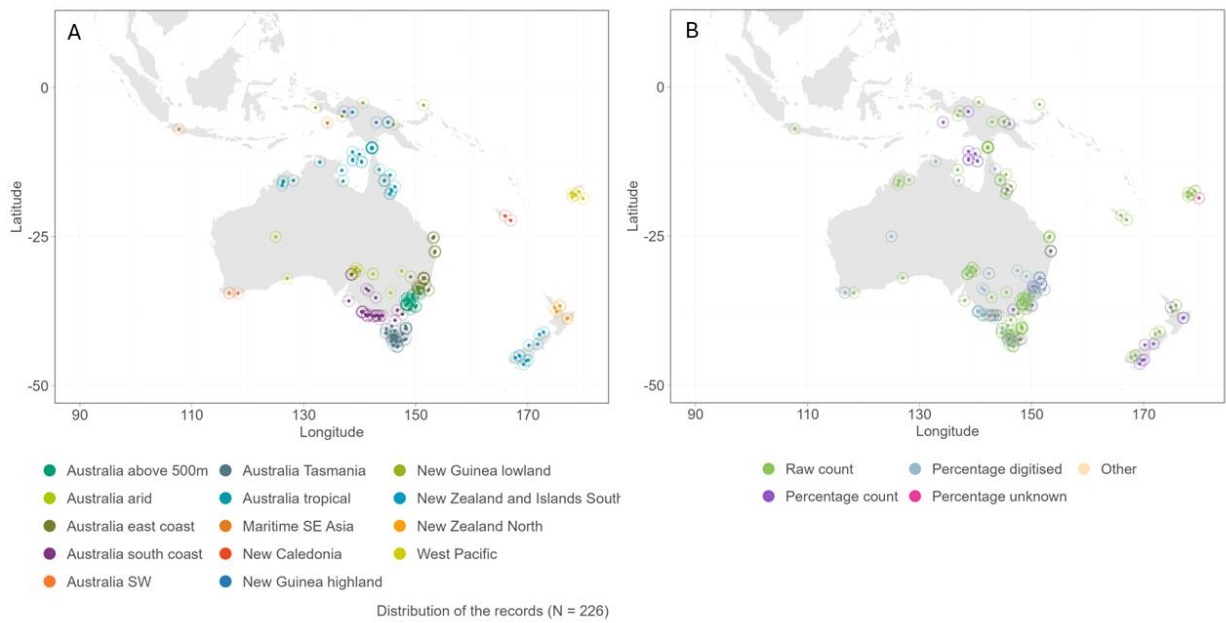 A
0
-25
-50
Latitude
90
110
130
150
170
Longitude
Australia above 500m
Australia Tasmania
New Guinea lowland
Australia arid
Australia tropical
New Zealand and Islands South
Australia east coast
Maritime SE Asia
New Zealand North
Australia south coast
New Caledonia
West Pacific
Australia SW
New Guinea highland
Distribution of the records (N = 226)
B
0
-25
-50
Latitude
90
110
130
150
170
Longitude
Raw count
Percentage digitised
Other
Percentage count
Percentage unknown